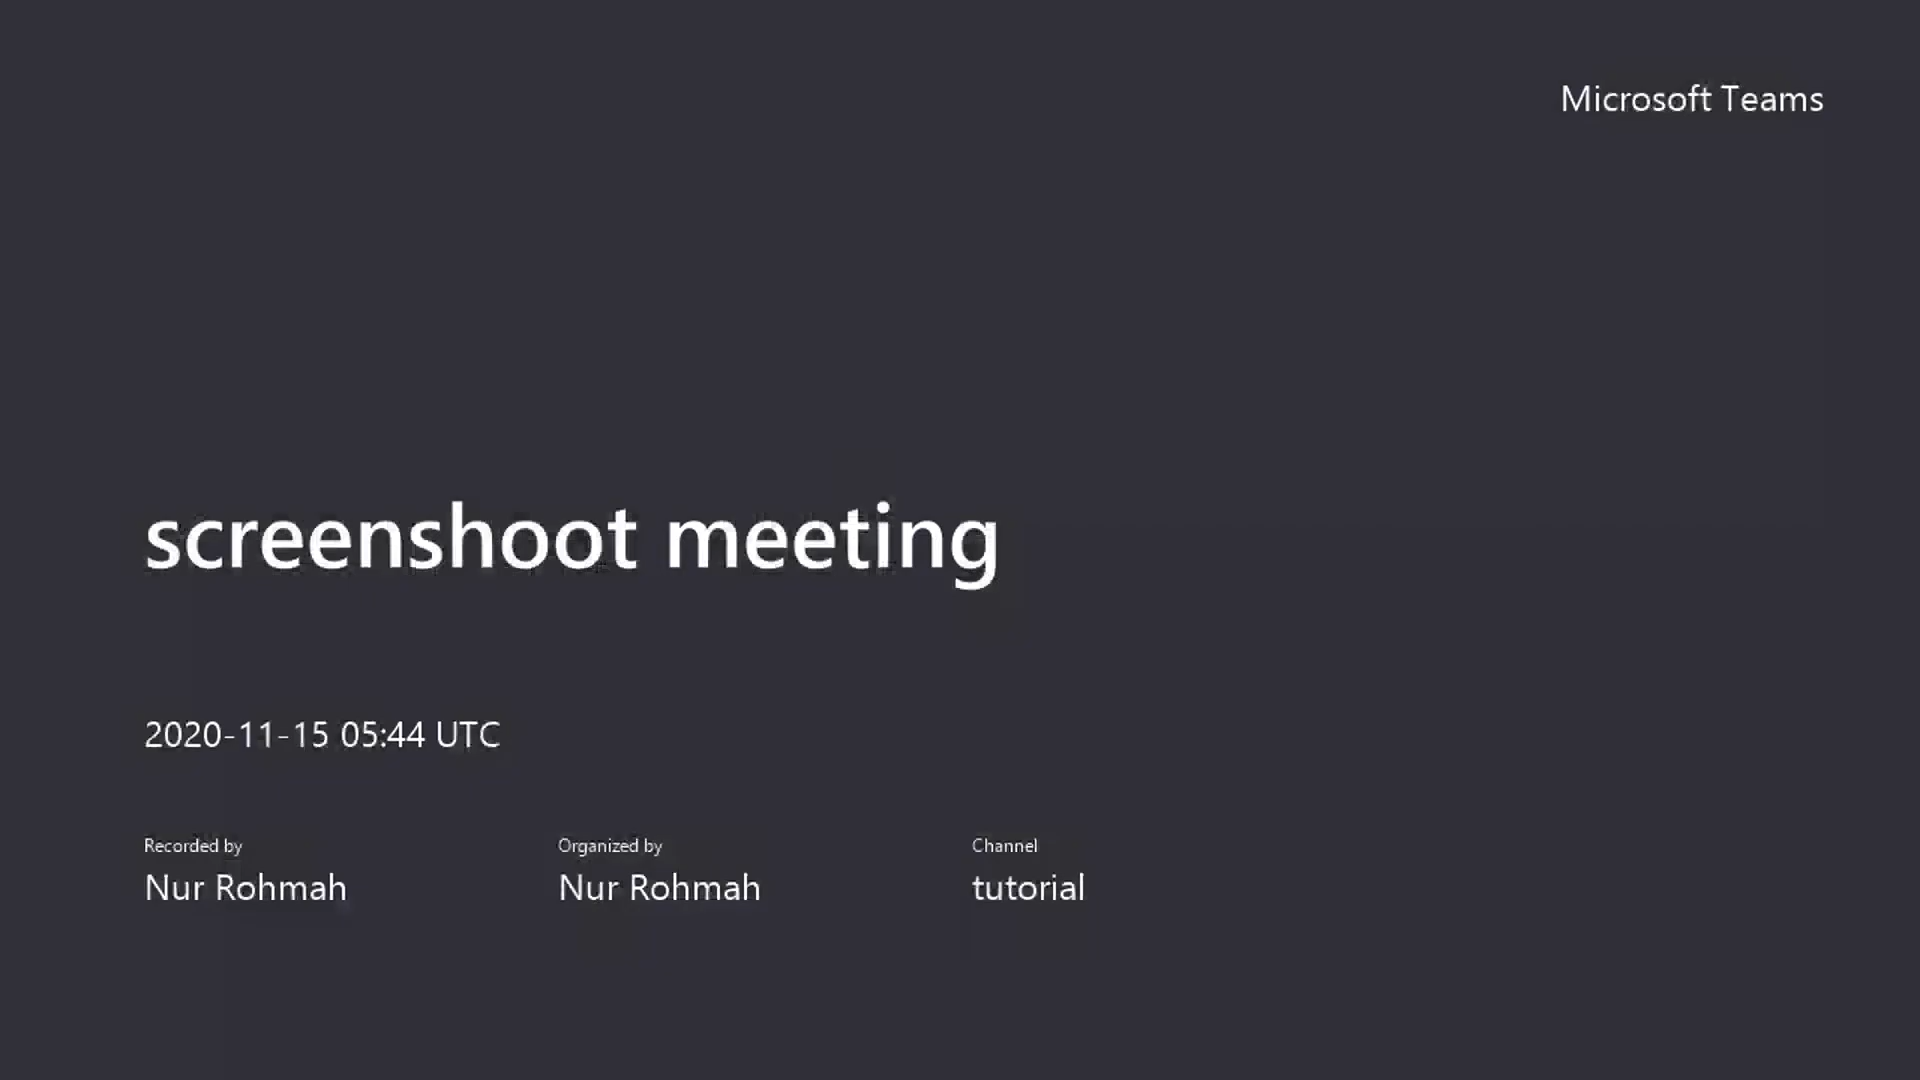 Microsoft Teams
screenshoot meeting
2020-11-15 05:44 UTC
Recorded by
Nur Rohmah
Organized by
Nur Rohmah
Channel
tutorial